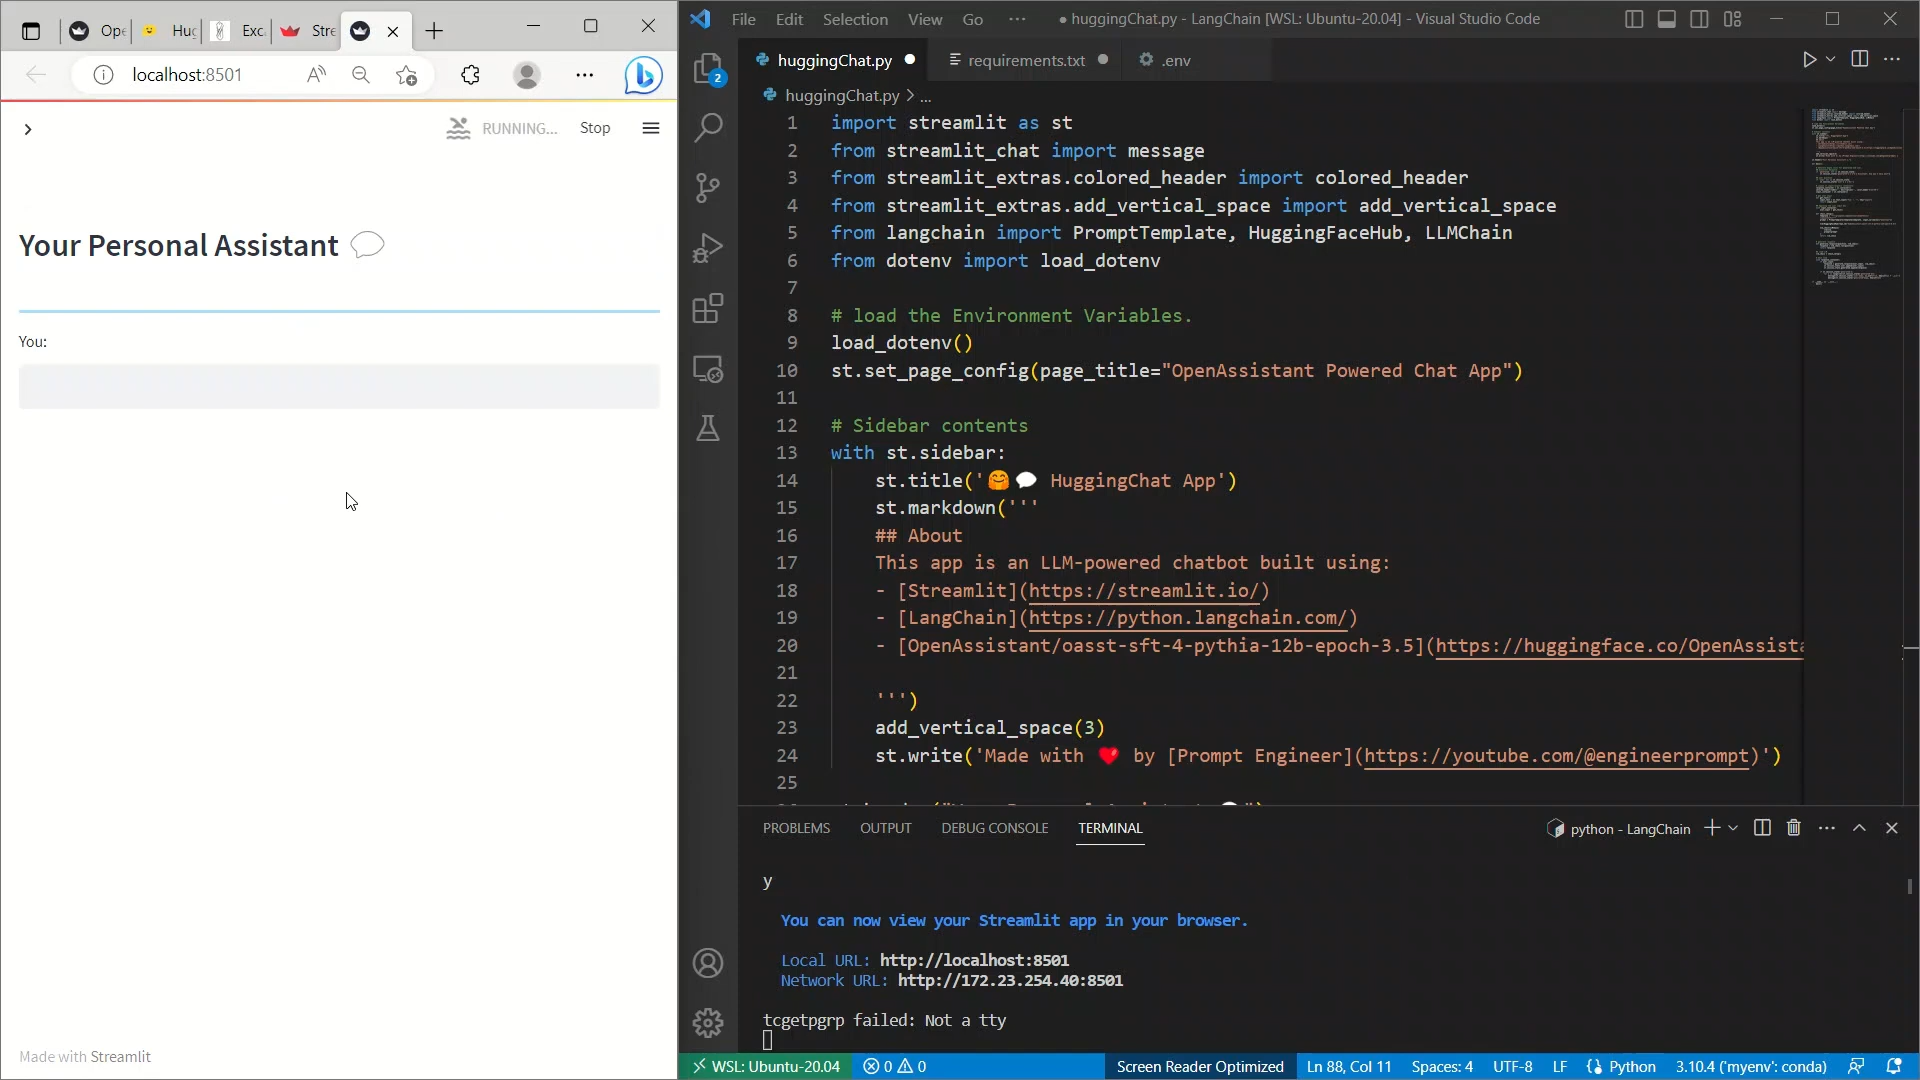 Ope
Hug
Exc
Stre
localhost:8501
RUNNING...
Stop
Your Personal Assistant
You:
Made with Streamlit
File Edit Selection View Go ··· ● huggingChat.py - LangChain [WSL: Ubuntu-20.04] - Visual Studio Code
2
huggingChat.py
requirements.txt
.env
huggingChat.py > ...
1 import streamlit as st
2 from streamlit_chat import message
3 from streamlit_extras.colored_header import colored_header
4 from streamlit_extras.add_vertical_space import add_vertical_space
5 from langchain import PromptTemplate, HuggingFaceHub, LLMChain
6 from dotenv import load_dotenv
7
8 # load the Environment Variables.
9 load_dotenv()
10 st.set_page_config(page_title="OpenAssistant Powered Chat App")
11
12 # Sidebar contents
13 with st.sidebar:
14 st.title('🤗💬 HuggingChat App')
15 st.markdown('''
16 ## About
17 This app is an LLM-powered chatbot built using:
18 - [Streamlit](https://streamlit.io/)
19 - [LangChain](https://python.langchain.com/)
20 - [OpenAssistant/oasst-sft-4-pythia-12b-epoch-3.5](https://huggingface.co/OpenAssista
21
22 ''')
23 add_vertical_space(3)
24 st.write('Made with ❤️ by [Prompt Engineer](https://youtube.com/@engineerprompt)')
25
PROBLEMS OUTPUT DEBUG CONSOLE TERMINAL
python - LangChain
y
You can now view your Streamlit app in your browser.
Local URL: http://localhost:8501
Network URL: http://172.23.254.40:8501
tcgetpgrp failed: Not a tty
WSL: Ubuntu-20.04 0 0 Screen Reader Optimized Ln 88, Col 11 Spaces: 4 UTF-8 LF Python 3.10.4 ('myenv': conda)